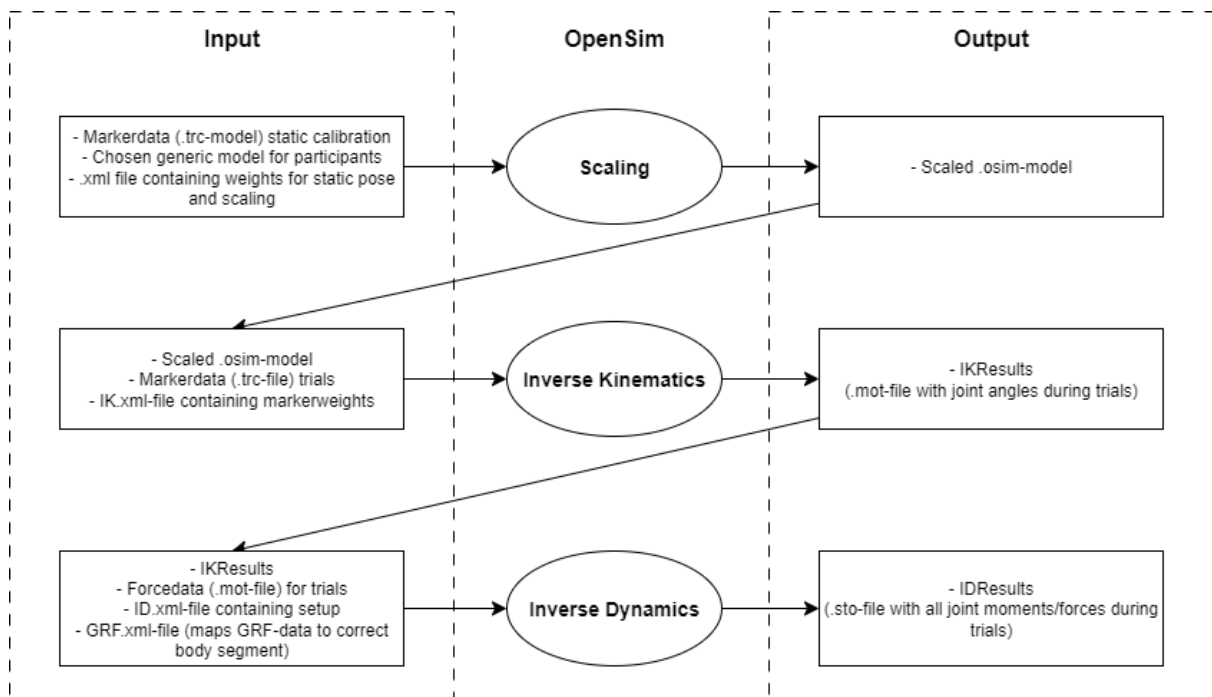 Input
OpenSim
Output
- Markerdata (.trc-model) static calibration
- Chosen generic model for participants
- .xml file containing weights for static pose
and scaling
Scaling
- Scaled .osim-model
- Scaled .osim-model
- Markerdata (.trc-file) trials
- IK.xml-file containing markerweights
Inverse Kinematics
- IKResults
(.mot-file with joint angles during trials)
- IKResults
- Forcedata (.mot-file) for trials
- ID.xml-file containing setup
- GRF.xml-file (maps GRF-data to correct
body segment)
Inverse Dynamics
- IDResults
(.sto-file with all joint moments/forces during
trials)